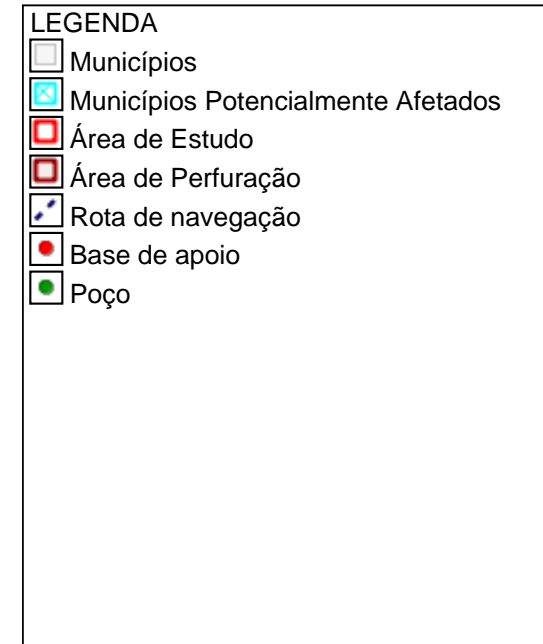 LEGENDA
Municípios
Municípios Potencialmente Afetados
Área de Estudo
Área de Perfuração
Rota de navegação
Base de apoio
Poço